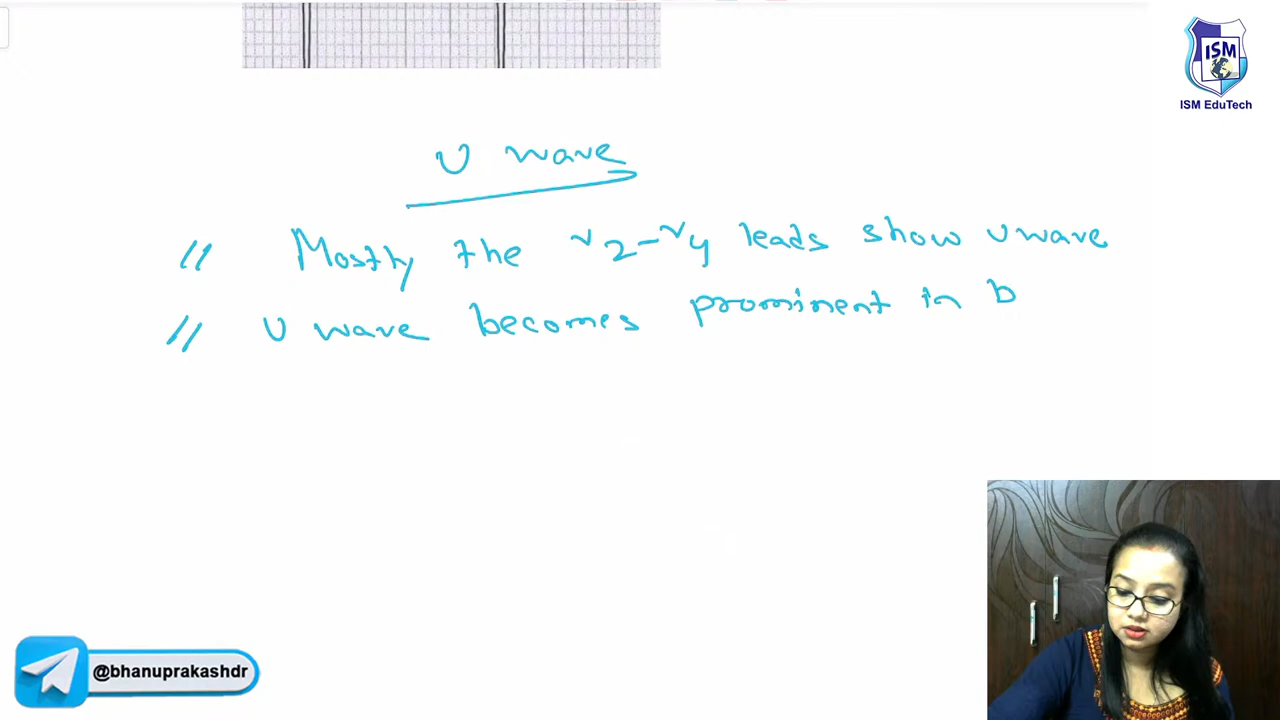 ISM
ISM EduTech
U wave
// Mostly the V2-V4 leads show U wave
// U wave becomes prominent in b
@bhanuprakashdr